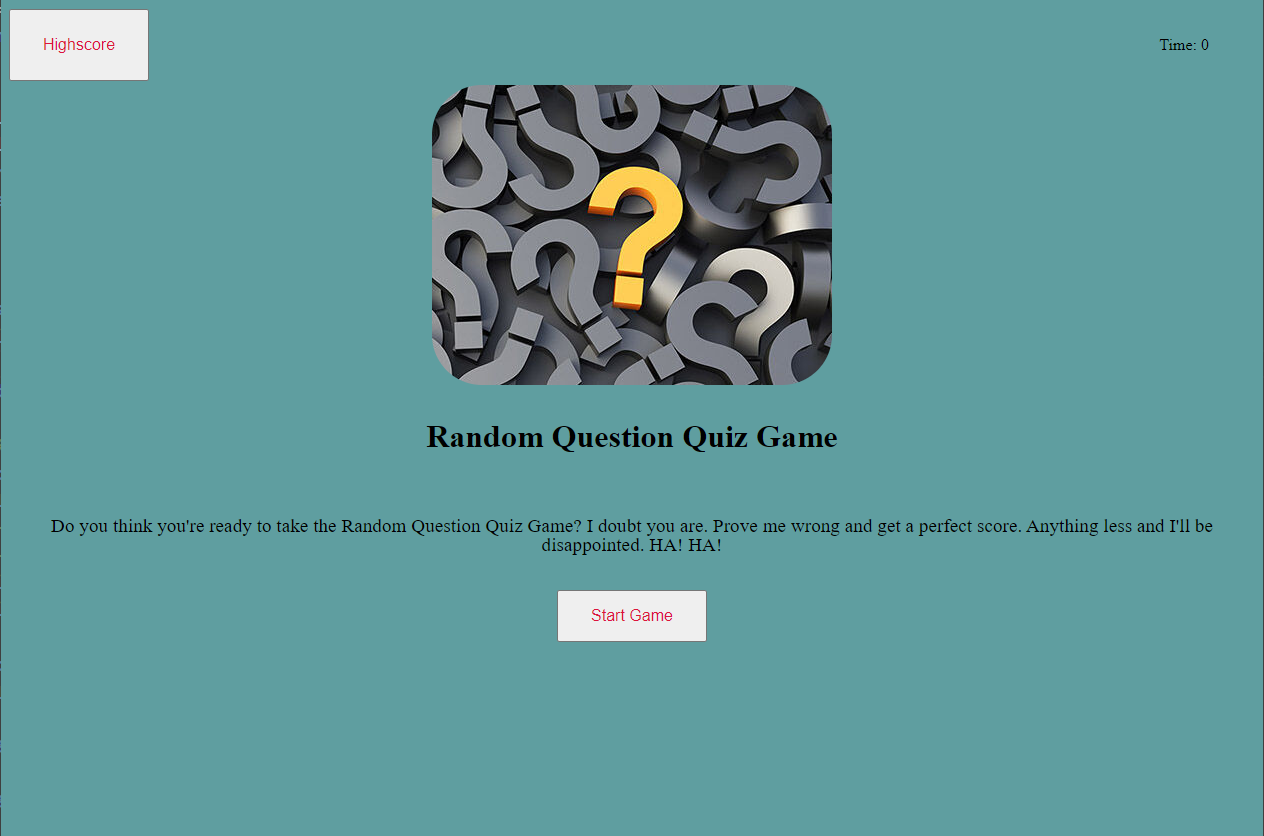 Highscore
Time: 0
Random Question Quiz Game
Do you think you're ready to take the Random Question Quiz Game? I doubt you are. Prove me wrong and get a perfect score. Anything less and I'll be
disappointed. HA! HA!
Start Game